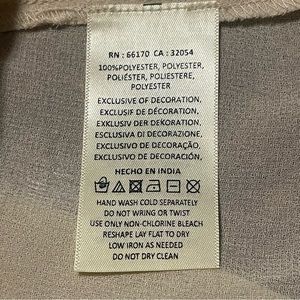 RN : 66170 CA : 32054
100%POLYESTER, POLYESTER,
POLIÉSTER, POLIESTERE,
POLYESTER
EXCLUSIVE OF DECORATION,
EXCLUSIF DE DÉCORATION,
EXKLUSIV DER DEKORATION,
ESCLUSIVA DI DECORAZIONE,
EXCLUSIVO DE DECORAÇÃO,
EXCLUSIVO DE DECORACIÓN
HECHO EN INDIA
HAND WASH COLD SEPARATELY
DO NOT WRING OR TWIST
USE ONLY NON-CHLORINE BLEACH
RESHAPE LAY FLAT TO DRY
LOW IRON AS NEEDED
DO NOT DRY CLEAN